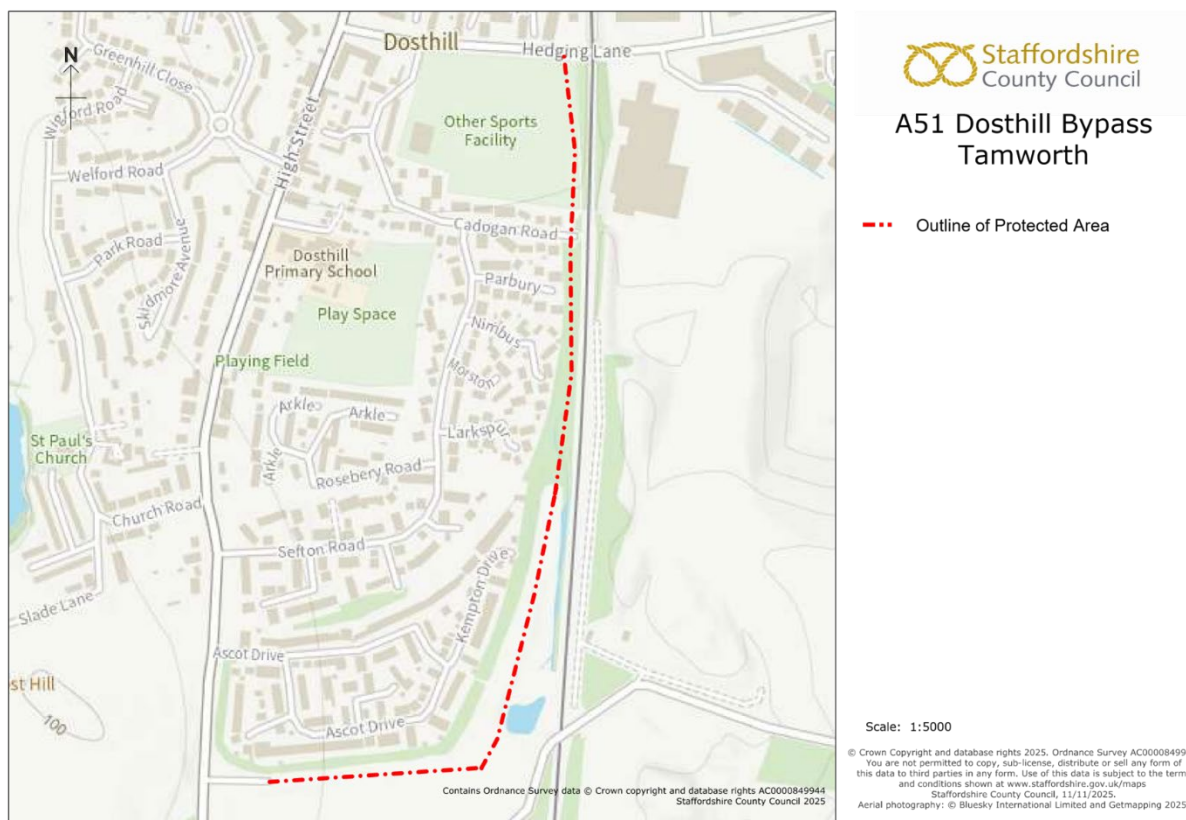 N
Dosthill
Hedging Lane
Greenhill Close
Welford Road
High Street
Other Sports
Facility
Welford Road
Cadogan Road
Park Road
Skidmore Avenue
Dosthill
Primary School
Parbury
Play Space
Nimbus
Playing Field
Morston
Arkle
Arkle
Arkle
Larkspur
St Paul's
Church
Rosebery Road
Church Road
Sefton Road
Slade Lane
Kempton Drive
Ascot Drive
st Hill
100
Ascot Drive
Contains Ordnance Survey data © Crown copyright and database rights AC0000849944
Staffordshire County Council 2025
Staffordshire
County Council
A51 Dosthill Bypass
Tamworth
Outline of Protected Area
Scale: 1:5000
© Crown Copyright and database rights 2025. Ordnance Survey AC00008499
You are not permitted to copy, sub-license, distribute or sell any form of
this data to third parties in any form. Use of this data is subject to the term
and conditions shown at www.staffordshire.gov.uk/maps
Staffordshire County Council, 11/11/2025.
Aerial photography: © Bluesky International Limited and Getmapping 2025